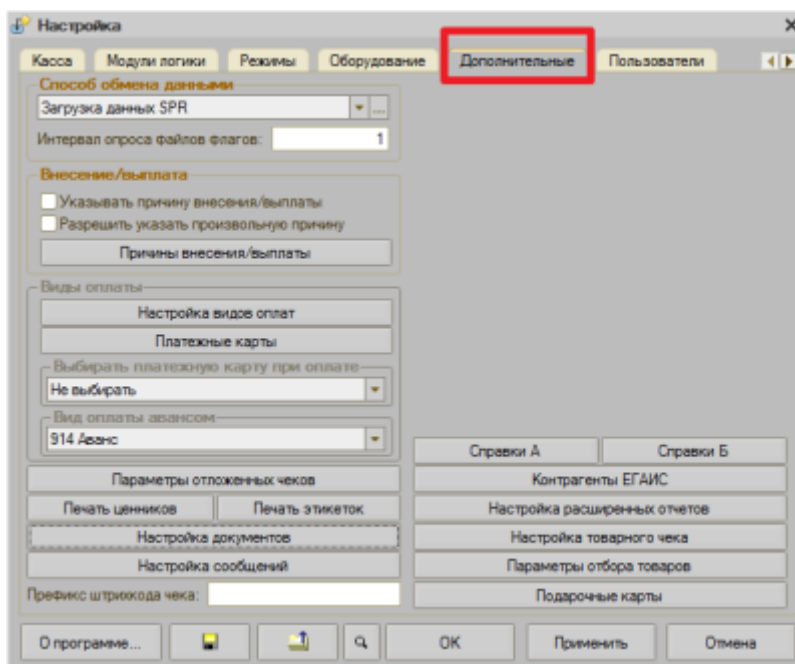 Настройка
Касса Модули логики Режимы Оборудование Дополнительные Пользователи
Способ обмена данными
Загрузка данных SPR
Интервал опроса файлов флагов: 1
Внесение/выплата
Указывать причину внесения/выплаты
Разрешить указать произвольную причину
Причины внесения/выплаты
Виды оплаты
Настройка видов оплат
Платежные карты
Выбирать платежную карту при оплате
Не выбирать
Вид оплаты авансом
914 Аванс
Справки А Справки Б
Параметры отложенных чеков Контрагенты ЕГАИС
Печать ценников Печать этикеток Настройка расширенных отчетов
Настройка документов Настройка товарного чека
Настройка сообщений Параметры отбора товаров
Префикс штрихкода чека: Подарочные карты
О программе... ОК Применить Отмена